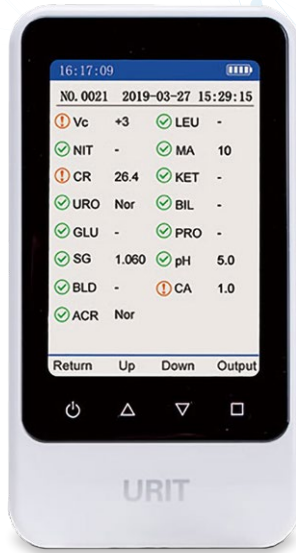 16:17:09
NO. 0021 2019-03-27 15:29:15
Vc +3 LEU -
NIT - MA 10
CR 26.4 KET -
URO Nor BIL -
GLU - PRO -
SG 1.060 pH 5.0
BLD - CA 1.0
ACR Nor
Return Up Down Output
URIT